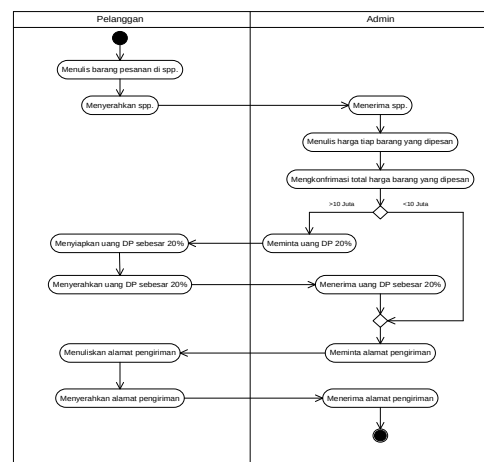 Pelanggan
Admin
Menulis barang pesanan di spp.
Menyerahkan spp.
Menerima spp.
Menulis harga tiap barang yang dipesan
Mengkonfrimasi total harga barang yang dipesan
>10 Juta
<10 Juta
Menyiapkan uang DP sebesar 20%
Meminta uang DP 20%
Menyerahkan uang DP sebesar 20%
Menerima uang DP sebesar 20%
Menuliskan alamat pengiriman
Meminta alamat pengiriman
Menyerahkan alamat pengiriman
Menerima alamat pengiriman